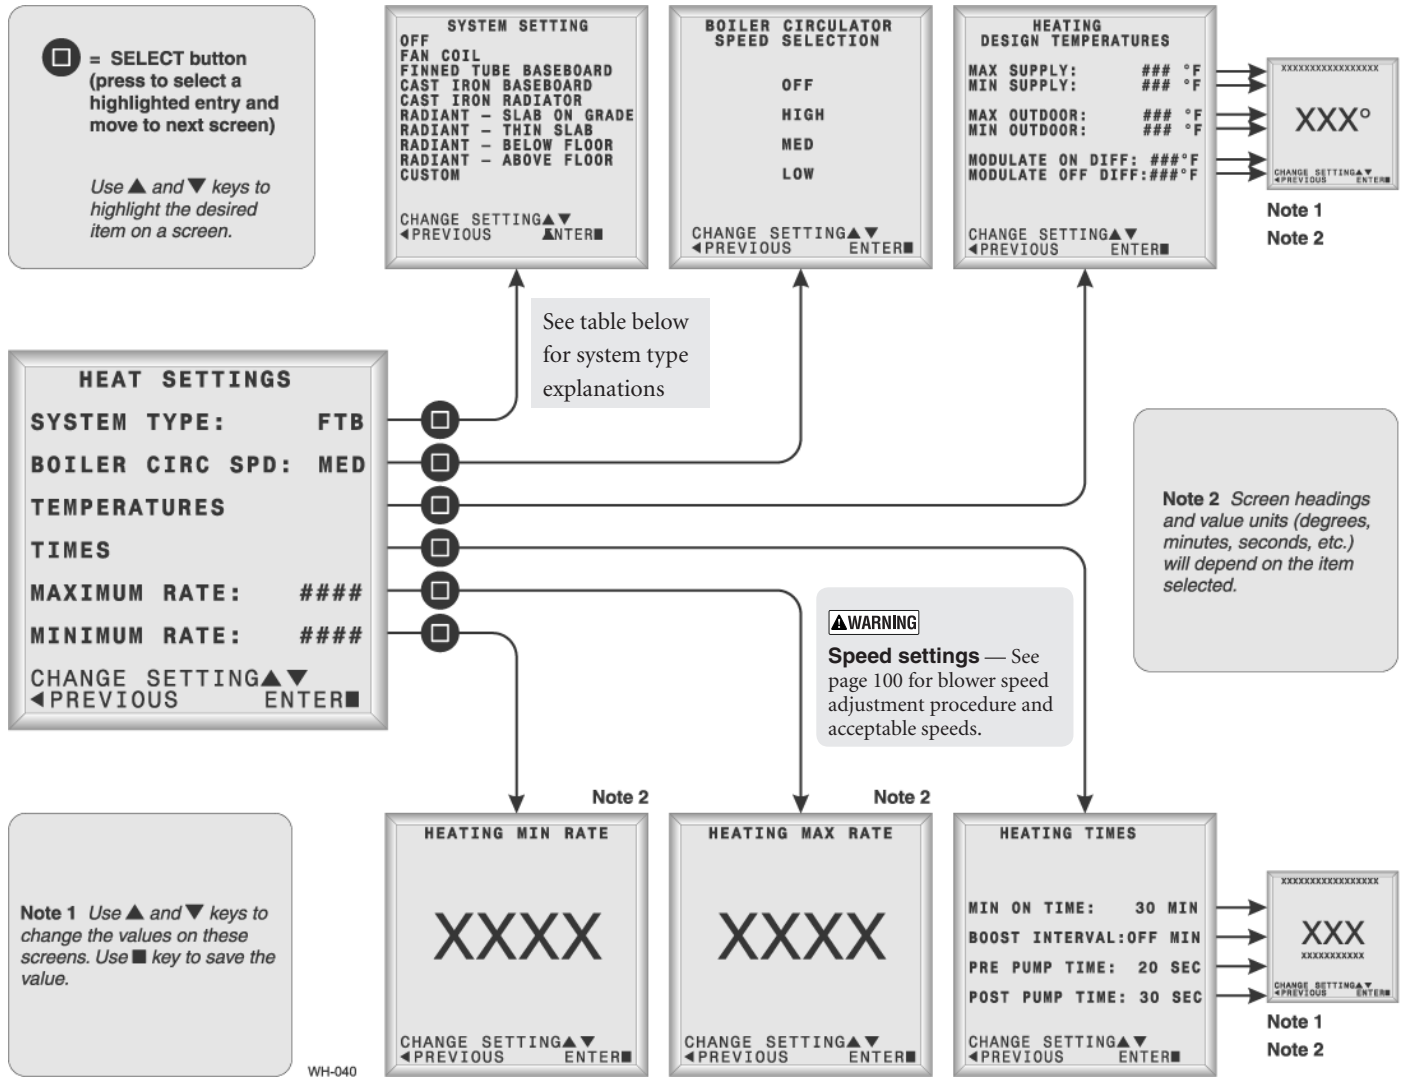 = SELECT button
(press to select a
highlighted entry and
move to next screen)
Use ▲ and ▼ keys to
highlight the desired
item on a screen.
SYSTEM SETTING
OFF
FAN COIL
FINNED TUBE BASEBOARD
CAST IRON BASEBOARD
CAST IRON RADIATOR
RADIANT – SLAB ON GRADE
RADIANT – THIN SLAB
RADIANT – BELOW FLOOR
RADIANT – ABOVE FLOOR
CUSTOM
CHANGE SETTING▲▼
◀PREVIOUS ▲NTER■
BOILER CIRCULATOR
SPEED SELECTION
OFF
HIGH
MED
LOW
CHANGE SETTING▲▼
◀PREVIOUS ENTER■
HEATING
DESIGN TEMPERATURES
MAX SUPPLY: ### °F
MIN SUPPLY: ### °F
MAX OUTDOOR: ### °F
MIN OUTDOOR: ### °F
MODULATE ON DIFF: ###°F
MODULATE OFF DIFF:###°F
CHANGE SETTING▲▼
◀PREVIOUS ENTER■
XXXXXXXXXXXXXXXXX
XXX°
CHANGE SETTING▲▼
◀PREVIOUS ENTER■
Note 1
Note 2
See table below
for system type
explanations
HEAT SETTINGS
SYSTEM TYPE: FTB
BOILER CIRC SPD: MED
TEMPERATURES
TIMES
MAXIMUM RATE: ####
MINIMUM RATE: ####
CHANGE SETTING▲▼
◀PREVIOUS ENTER■
Note 2 Screen headings
and value units (degrees,
minutes, seconds, etc.)
will depend on the item
selected.
⚠WARNING
Speed settings — See
page 100 for blower speed
adjustment procedure and
acceptable speeds.
Note 1 Use ▲ and ▼ keys to
change the values on these
screens. Use ■ key to save the
value.
WH-040
Note 2
HEATING MIN RATE
XXXX
CHANGE SETTING▲▼
◀PREVIOUS ENTER■
Note 2
HEATING MAX RATE
XXXX
CHANGE SETTING▲▼
◀PREVIOUS ENTER■
HEATING TIMES
MIN ON TIME: 30 MIN
BOOST INTERVAL:OFF MIN
PRE PUMP TIME: 20 SEC
POST PUMP TIME: 30 SEC
CHANGE SETTING▲▼
◀PREVIOUS ENTER■
XXXXXXXXXXXXXXXXX
XXX
XXXXXXXXXXX
CHANGE SETTING▲▼
◀PREVIOUS ENTER■
Note 1
Note 2